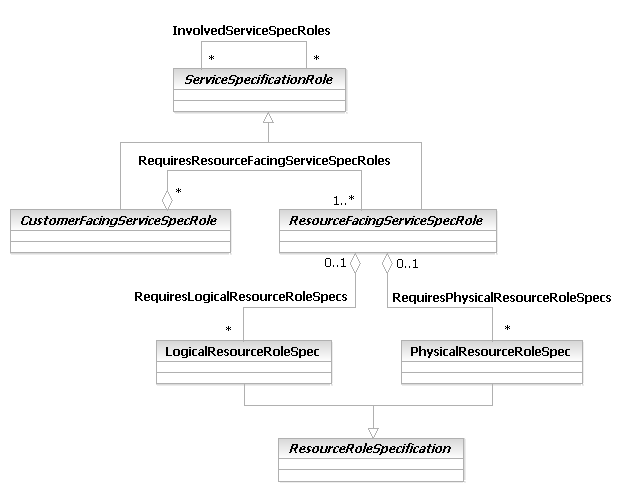 InvolvedServiceSpecRoles
* *
ServiceSpecificationRole
RequiresResourceFacingServiceSpecRoles
*
1..*
CustomerFacingServiceSpecRole
ResourceFacingServiceSpecRole
0..1 0..1
RequiresLogicalResourceRoleSpecs
RequiresPhysicalResourceRoleSpecs
* *
LogicalResourceRoleSpec
PhysicalResourceRoleSpec
ResourceRoleSpecification